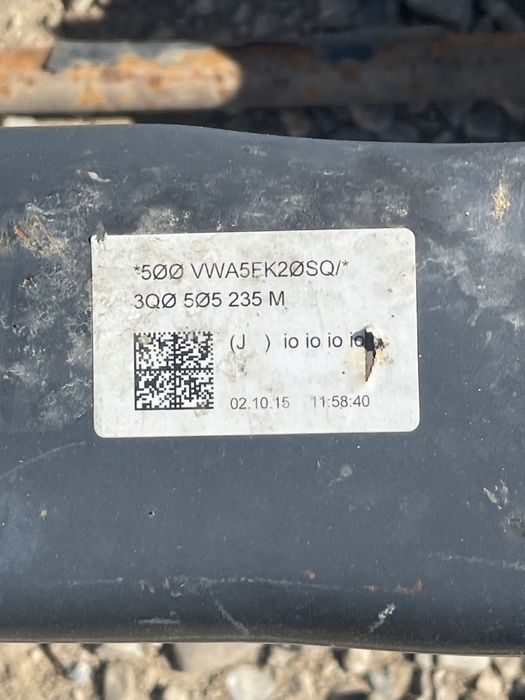 *5ØØ VWA5FK2ØSQ/*
3QØ 5Ø5 235 M
(J ) io io io io
02.10.15 11:58:40